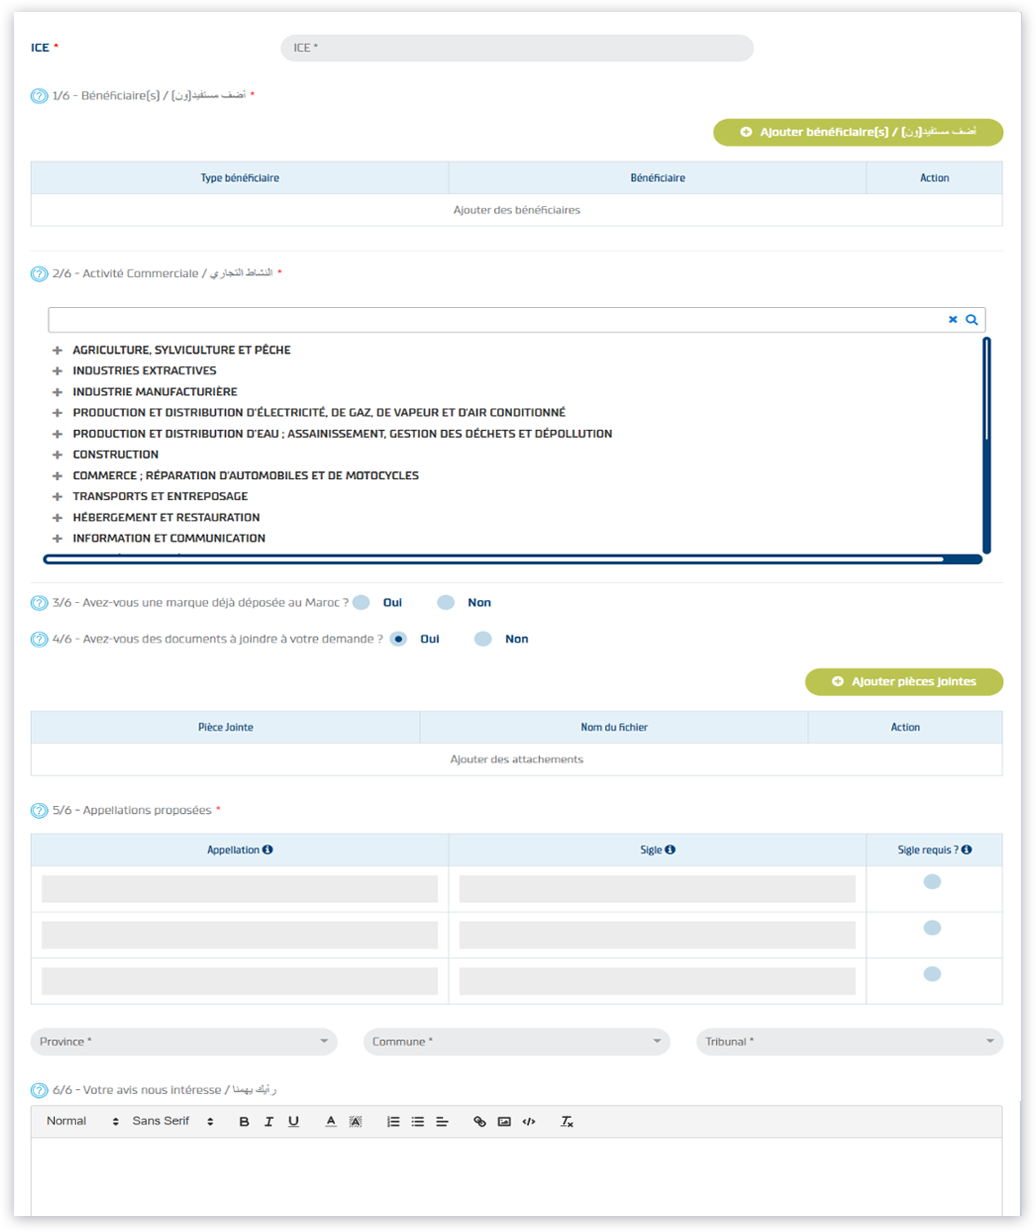 ICE *
ICE *
1/6 - Bénéficiaire(s) / أضف مستفيد(ون) *
Ajouter bénéficiaire(s) / أضف مستفيد(ون)
Type bénéficiaire Bénéficiaire Action
Ajouter des bénéficiaires
2/6 - Activité Commerciale / النشاط التجاري *
AGRICULTURE, SYLVICULTURE ET PÊCHE
INDUSTRIES EXTRACTIVES
INDUSTRIE MANUFACTURIÈRE
PRODUCTION ET DISTRIBUTION D'ÉLECTRICITÉ, DE GAZ, DE VAPEUR ET D'AIR CONDITIONNÉ
PRODUCTION ET DISTRIBUTION D'EAU ; ASSAINISSEMENT, GESTION DES DÉCHETS ET DÉPOLLUTION
CONSTRUCTION
COMMERCE ; RÉPARATION D'AUTOMOBILES ET DE MOTOCYCLES
TRANSPORTS ET ENTREPOSAGE
HÉBERGEMENT ET RESTAURATION
INFORMATION ET COMMUNICATION
3/6 - Avez-vous une marque déjà déposée au Maroc ? Oui Non
4/6 - Avez-vous des documents à joindre à votre demande ? Oui Non
Ajouter pièces jointes
Pièce Jointe Nom du fichier Action
Ajouter des attachements
5/6 - Appellations proposées *
Appellation Sigle Sigle requis ?
Province * Commune * Tribunal *
6/6 - Votre avis nous intéresse / رأيك يهمنا
Normal Sans Serif B I U A A